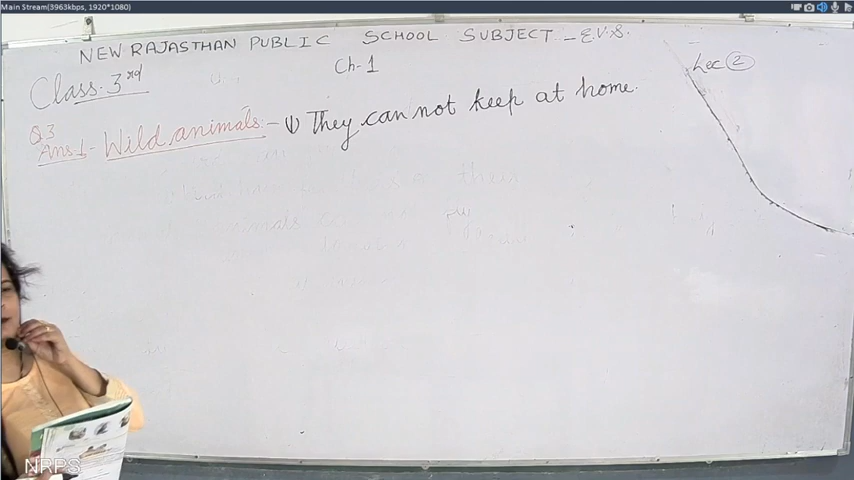 Main Stream(3963kbps, 1920*1080)
NEW RAJASTHAN PUBLIC SCHOOL SUBJECT - E.V.S.
Class- 3rd
Ch-1
Lec 2
Q3
Ans 1- Wild animals:- (1) They can not keep at home.
NRPS